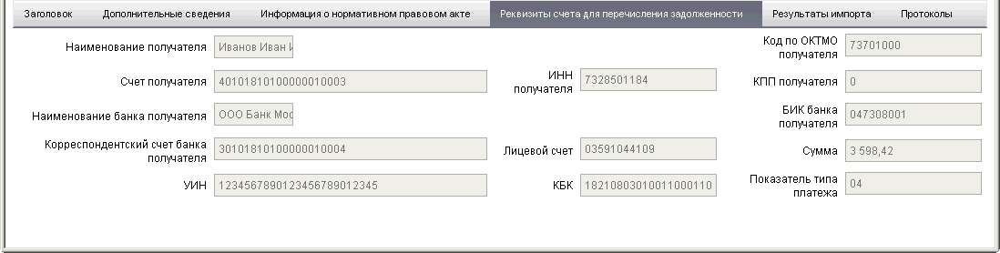 Заголовок Дополнительные сведения Информация о нормативном правовом акте Реквизиты счета для перечисления задолженности Результаты импорта Протоколы
Наименование получателя Иванов Иван И
Код по ОКТМО
получателя 73701000
Счет получателя 40101810100000010003
ИНН
получателя 7328501184
КПП получателя 0
Наименование банка получателя ООО Банк Мос
БИК банка
получателя 047308001
Корреспондентский счет банка
получателя 30101810100000010004
Лицевой счет 03591044109
Сумма 3 598,42
УИН 1234567890123456789012345
КБК 18210803010011000110
Показатель типа
платежа 04